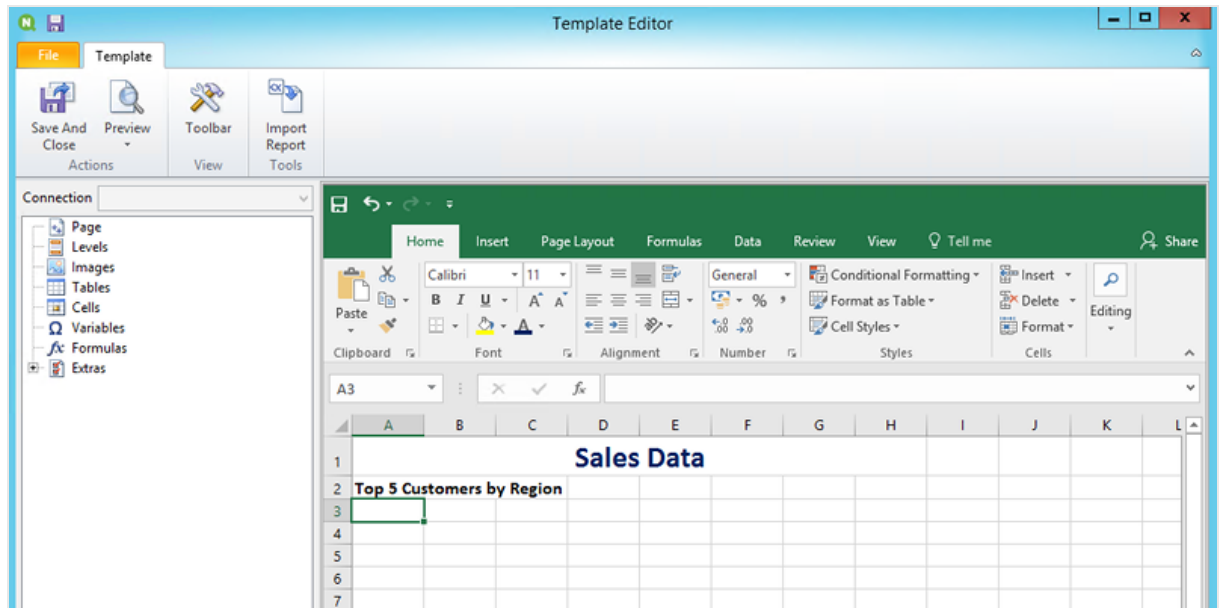 Template Editor
File Template
Save And Close
Preview
Toolbar
Import Report
Actions View Tools
Connection
Page
Levels
Images
Tables
Cells
Ω Variables
fx Formulas
Extras
Home Insert Page Layout Formulas Data Review View Tell me Share
Paste
Calibri 11
B I U A A
A
General
% ,
.00 .0
Conditional Formatting
Format as Table
Cell Styles
Insert
Delete
Format
Editing
Clipboard Font Alignment Number Styles Cells
A3 fx
A B C D E F G H I J K L
1 Sales Data
2 Top 5 Customers by Region
3
4
5
6
7